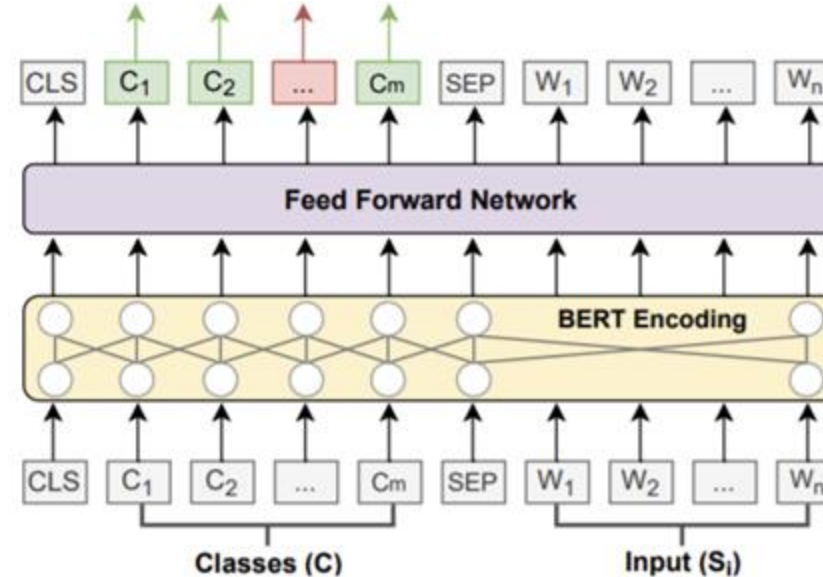 CLS C₁ C₂ ... Cₘ SEP W₁ W₂ ... Wₙ
Feed Forward Network
BERT Encoding
CLS C₁ C₂ ... Cₘ SEP W₁ W₂ ... Wₙ
Classes (C) Input (Sᵢ)